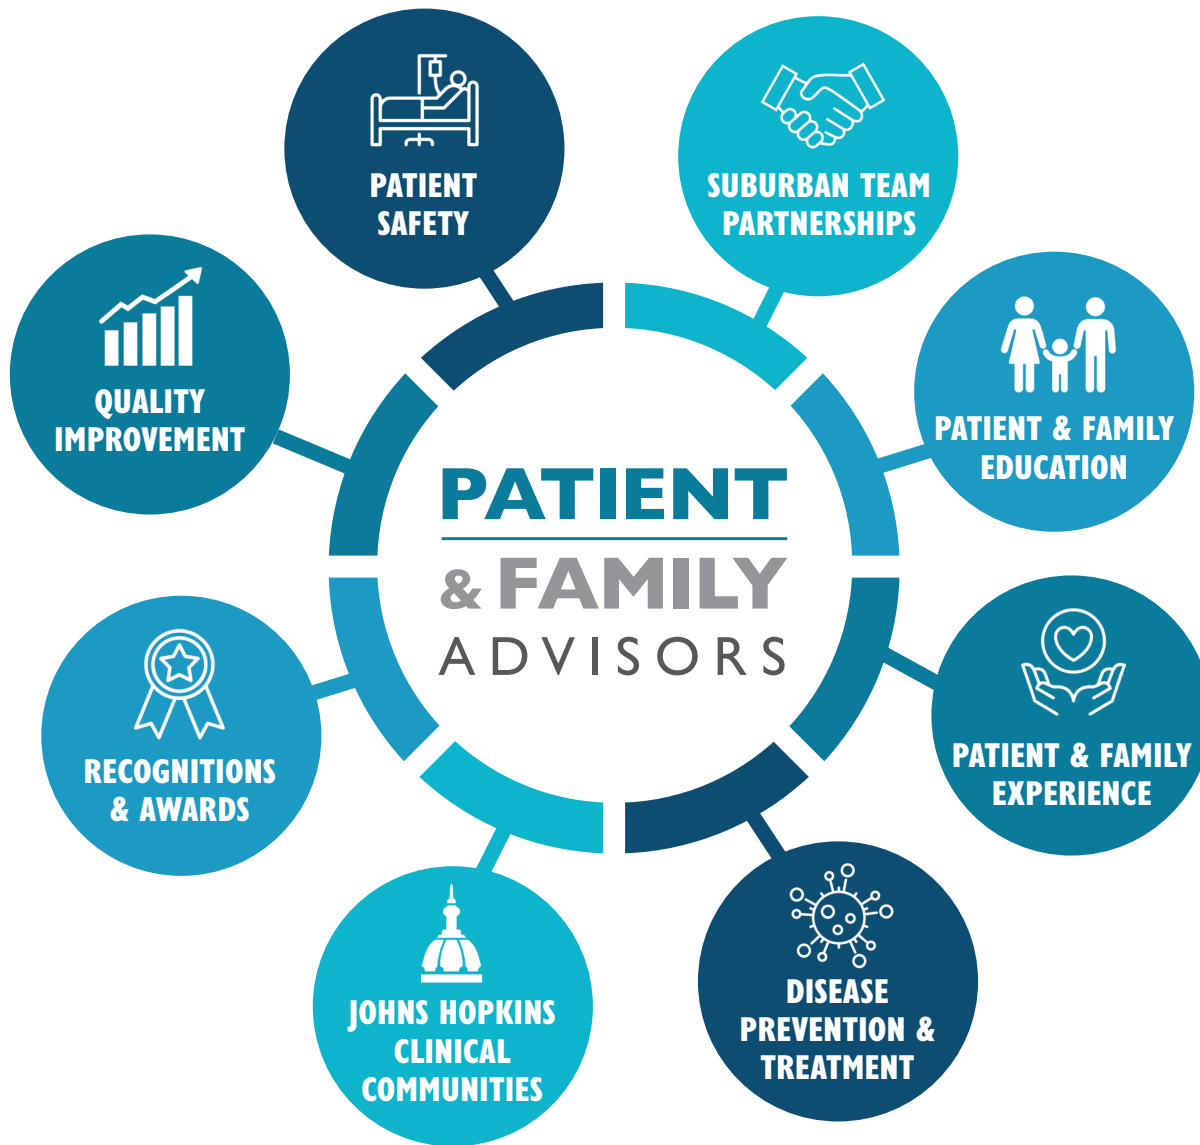 PATIENT
SAFETY
SUBURBAN TEAM
PARTNERSHIPS
QUALITY
IMPROVEMENT
PATIENT & FAMILY
EDUCATION
PATIENT
& FAMILY
ADVISORS
RECOGNITIONS
& AWARDS
PATIENT & FAMILY
EXPERIENCE
JOHNS HOPKINS
CLINICAL
COMMUNITIES
DISEASE
PREVENTION &
TREATMENT